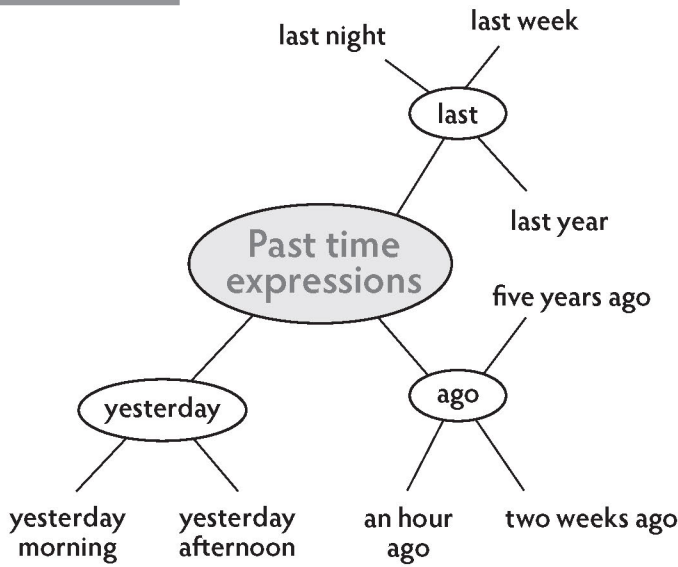 last night
last week
last
last year
Past time
expressions
five years ago
ago
yesterday
yesterday
morning
yesterday
afternoon
an hour
ago
two weeks ago